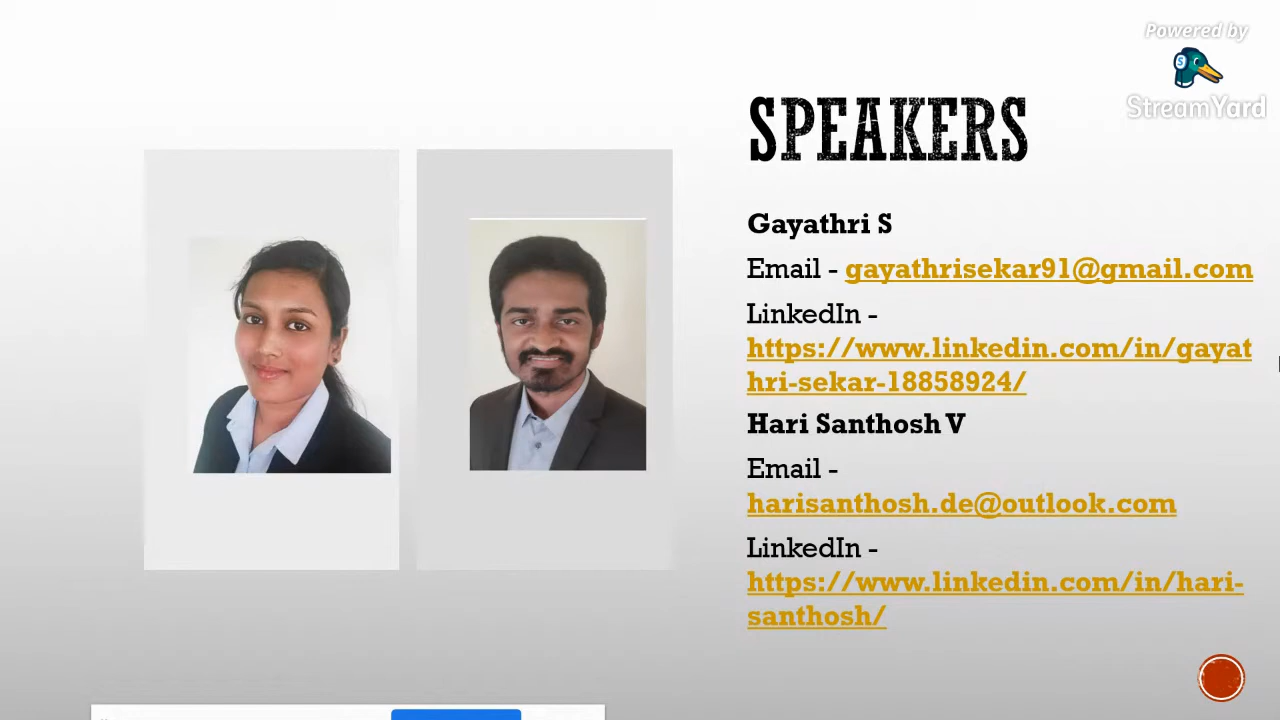 Powered by
StreamYard
SPEAKERS
Gayathri S
Email - gayathrisekar91@gmail.com
LinkedIn -
https://www.linkedin.com/in/gayat
hri-sekar-18858924/
Hari Santhosh V
Email -
harisanthosh.de@outlook.com
LinkedIn -
https://www.linkedin.com/in/hari-
santhosh/